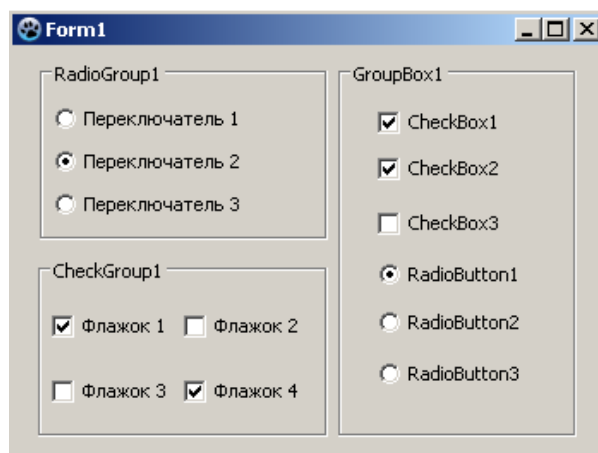 Form1
RadioGroup1
Переключатель 1
Переключатель 2
Переключатель 3
CheckGroup1
Флажок 1 Флажок 2
Флажок 3 Флажок 4
GroupBox1
CheckBox1
CheckBox2
CheckBox3
RadioButton1
RadioButton2
RadioButton3